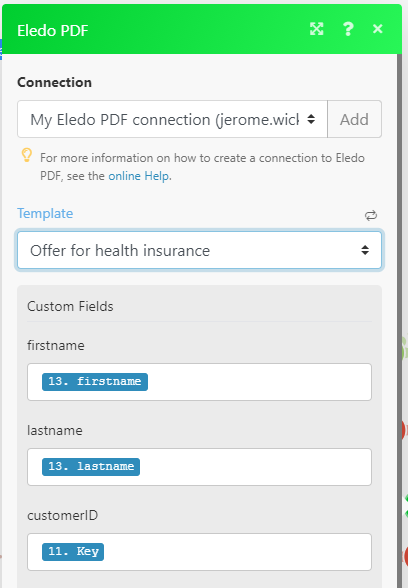 Eledo PDF
Connection
My Eledo PDF connection (jerome.wick
Add
For more information on how to create a connection to Eledo
PDF, see the online Help.
Template
Offer for health insurance
Custom Fields
firstname
13. firstname
lastname
13. lastname
customerID
11. Key